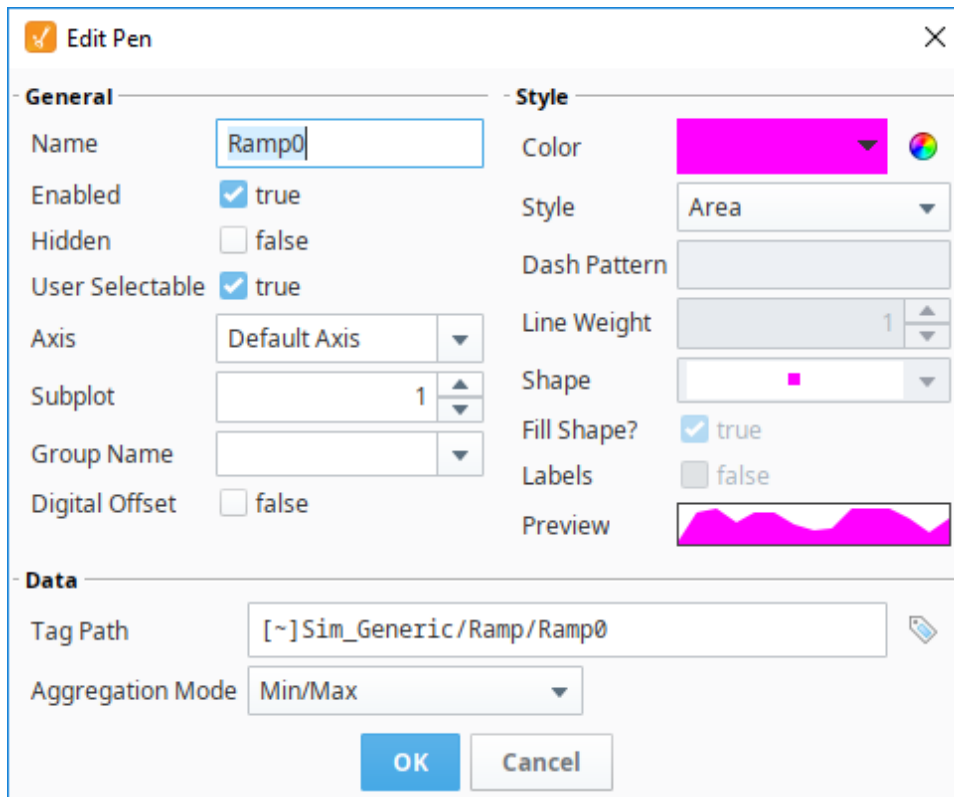 Edit Pen
General
Name Ramp0
Enabled true
Hidden false
User Selectable true
Axis Default Axis
Subplot 1
Group Name
Digital Offset false
Style
Color
Style Area
Dash Pattern
Line Weight 1
Shape
Fill Shape? true
Labels false
Preview
Data
Tag Path [~]Sim_Generic/Ramp/Ramp0
Aggregation Mode Min/Max
OK Cancel